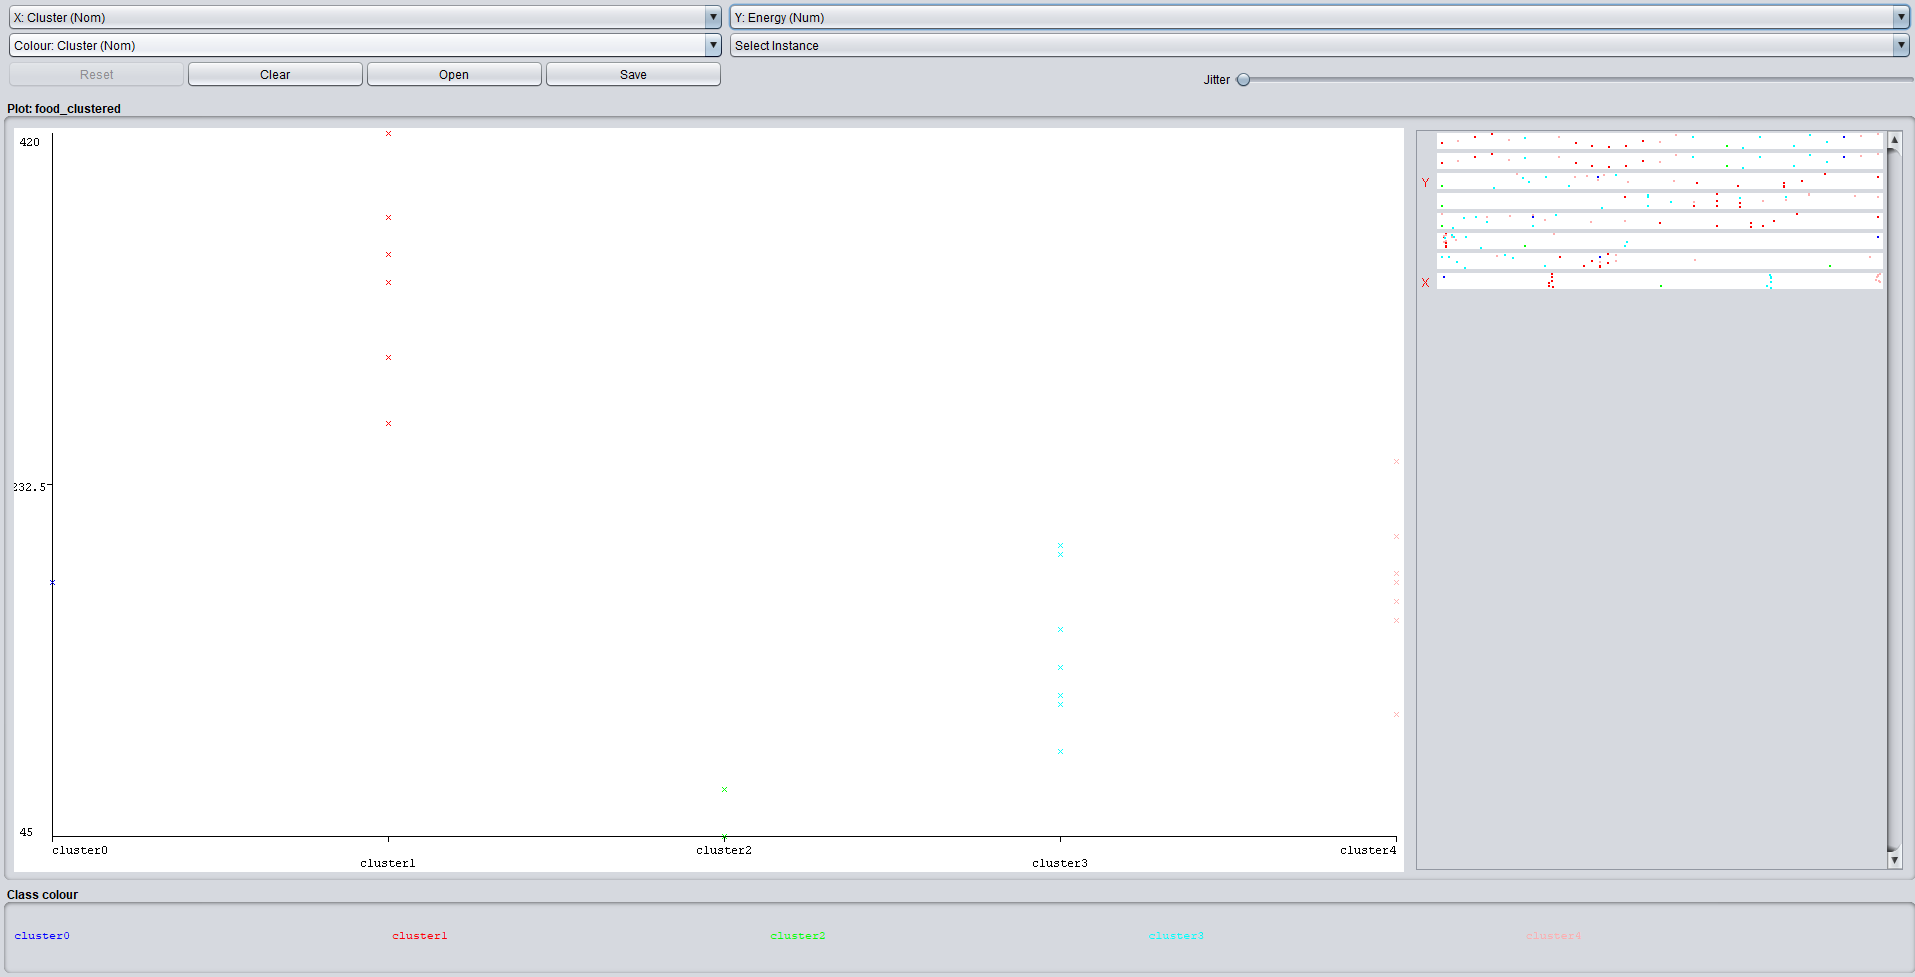 X: Cluster (Nom)
Y: Energy (Num)
Colour: Cluster (Nom)
Select Instance
Reset
Clear
Open
Save
Jitter
Plot: food_clustered
420
232.5
45
cluster0
cluster1
cluster2
cluster3
cluster4
Y
X
Class colour
cluster0
cluster1
cluster2
cluster3
cluster4